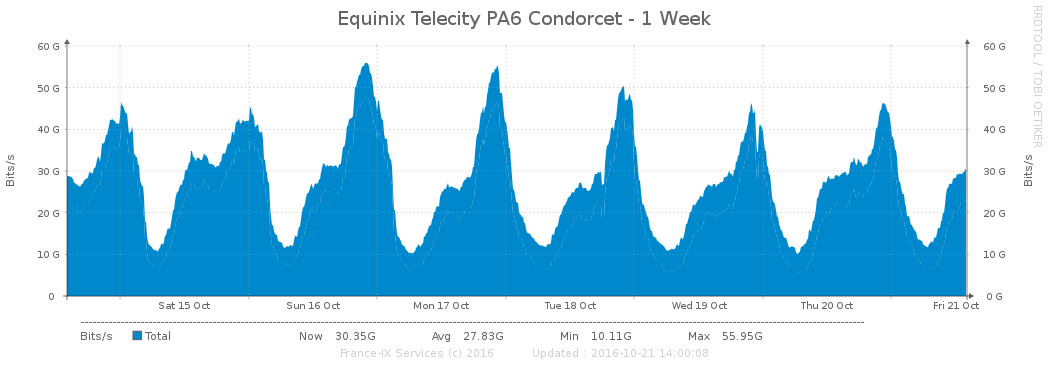 Equinix Telecity PA6 Condorcet - 1 Week
RRDTOOL / TOBI OETIKER
Bits/s
60 G
50 G
40 G
30 G
20 G
10 G
0
60 G
50 G
40 G
30 G
20 G
10 G
0 G
Bits/s
Sat 15 Oct Sun 16 Oct Mon 17 Oct Tue 18 Oct Wed 19 Oct Thu 20 Oct Fri 21 Oct
Bits/s Total Now 30.35G Avg 27.83G Min 10.11G Max 55.95G
France-IX Services (c) 2016 Updated : 2016-10-21 14:00:08